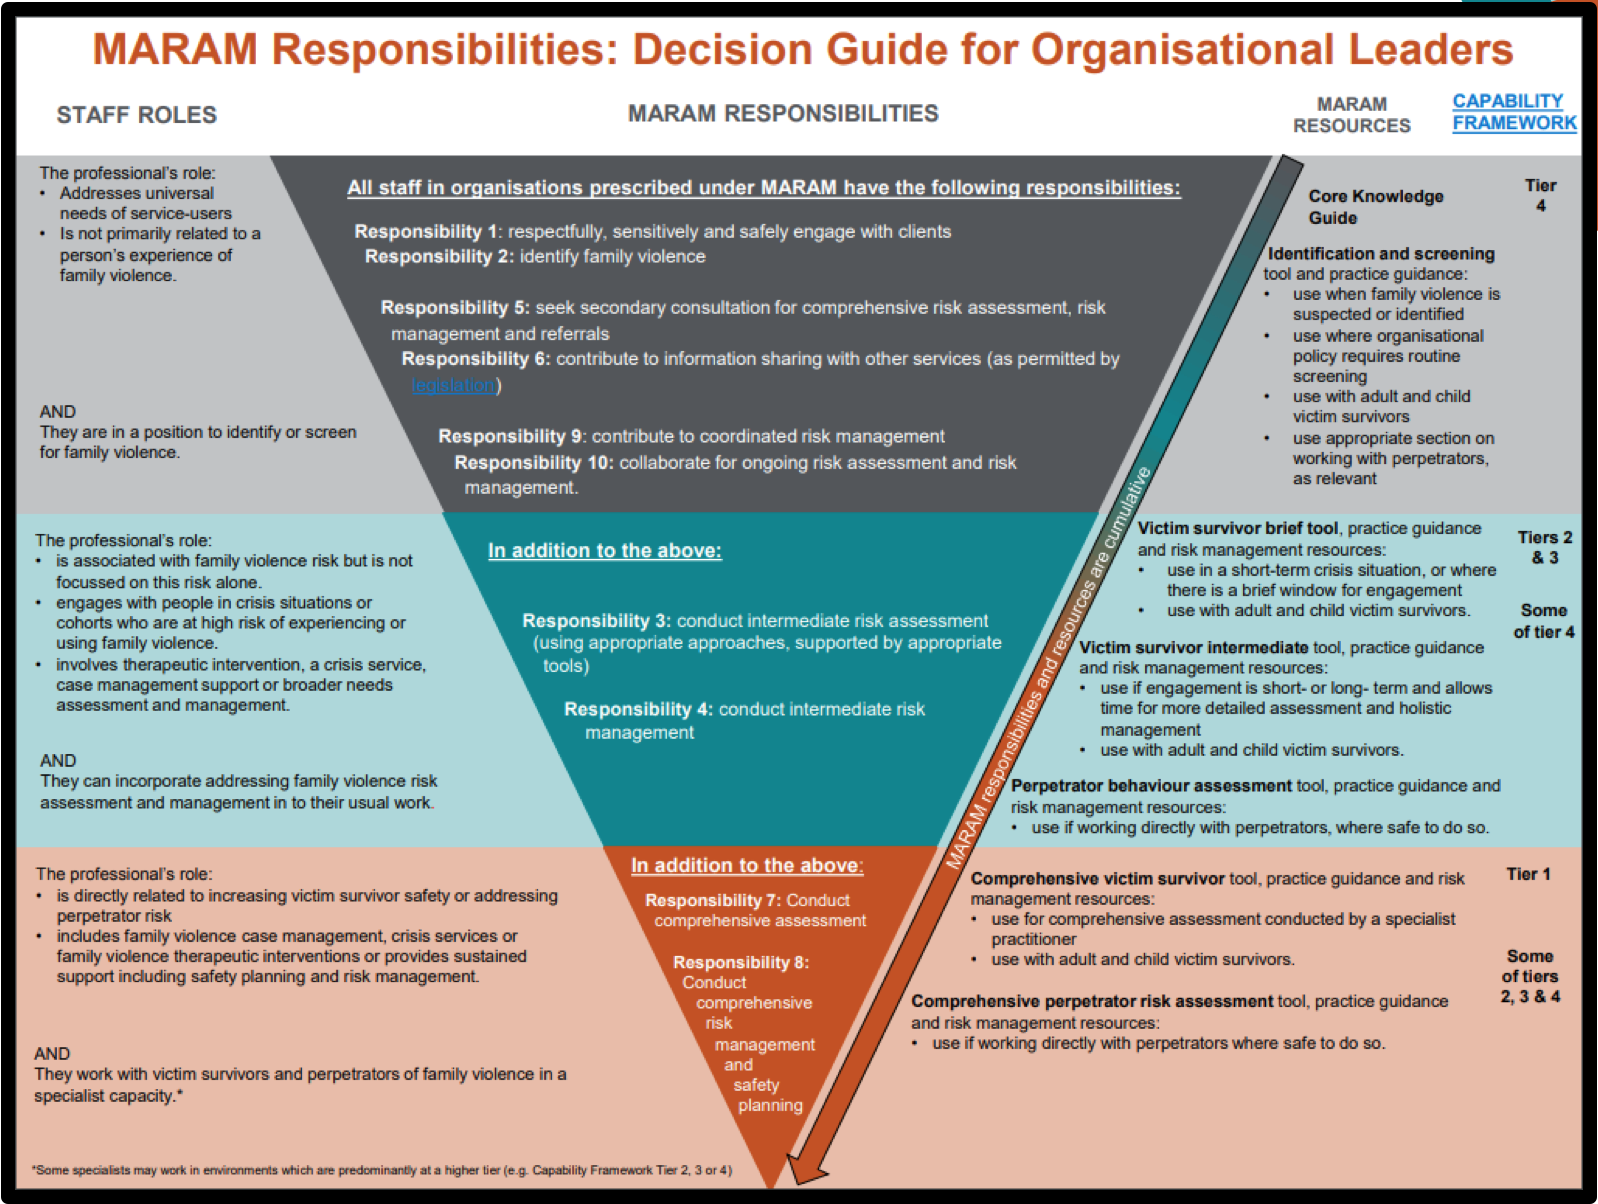 MARAM Responsibilities: Decision Guide for Organisational Leaders
STAFF ROLES
MARAM RESPONSIBILITIES
MARAM
RESOURCES
CAPABILITY
FRAMEWORK
The professional's role:
• Addresses universal
needs of service-users
• Is not primarily related to a
person's experience of
family violence.
AND
They are in a position to identify or screen
for family violence.
All staff in organisations prescribed under MARAM have the following responsibilities:
Responsibility 1: respectfully, sensitively and safely engage with clients
Responsibility 2: identify family violence
Responsibility 5: seek secondary consultation for comprehensive risk assessment, risk
management and referrals
Responsibility 6: contribute to information sharing with other services (as permitted by
legislation)
Responsibility 9: contribute to coordinated risk management
Responsibility 10: collaborate for ongoing risk assessment and risk
management.
Core Knowledge
Guide
Tier
4
Identification and screening
tool and practice guidance:
• use when family violence is
suspected or identified
• use where organisational
policy requires routine
screening
• use with adult and child
victim survivors
• use appropriate section on
working with perpetrators,
as relevant
MARAM responsibilities and resources are cumulative
The professional's role:
• is associated with family violence risk but is not
focussed on this risk alone.
• engages with people in crisis situations or
cohorts who are at high risk of experiencing or
using family violence.
• involves therapeutic intervention, a crisis service,
case management support or broader needs
assessment and management.
AND
They can incorporate addressing family violence risk
assessment and management in to their usual work.
In addition to the above:
Responsibility 3: conduct intermediate risk assessment
(using appropriate approaches, supported by appropriate
tools)
Responsibility 4: conduct intermediate risk
management
Victim survivor brief tool, practice guidance
and risk management resources:
• use in a short-term crisis situation, or where
there is a brief window for engagement
• use with adult and child victim survivors.
Victim survivor intermediate tool, practice guidance
and risk management resources:
• use if engagement is short- or long- term and allows
time for more detailed assessment and holistic
management
• use with adult and child victim survivors.
Perpetrator behaviour assessment tool, practice guidance and
risk management resources:
• use if working directly with perpetrators, where safe to do so.
Tiers 2
& 3
Some
of tier 4
The professional's role:
• is directly related to increasing victim survivor safety or addressing
perpetrator risk
• includes family violence case management, crisis services or
family violence therapeutic interventions or provides sustained
support including safety planning and risk management.
AND
They work with victim survivors and perpetrators of family violence in a
specialist capacity.*
In addition to the above:
Responsibility 7: Conduct
comprehensive assessment
Responsibility 8:
Conduct
comprehensive
risk
management
and
safety
planning
Comprehensive victim survivor tool, practice guidance and risk
management resources:
• use for comprehensive assessment conducted by a specialist
practitioner
• use with adult and child victim survivors.
Comprehensive perpetrator risk assessment tool, practice guidance
and risk management resources:
• use if working directly with perpetrators where safe to do so.
Tier 1
Some
of tiers
2, 3 & 4
*Some specialists may work in environments which are predominantly at a higher tier (e.g. Capability Framework Tier 2, 3 or 4)